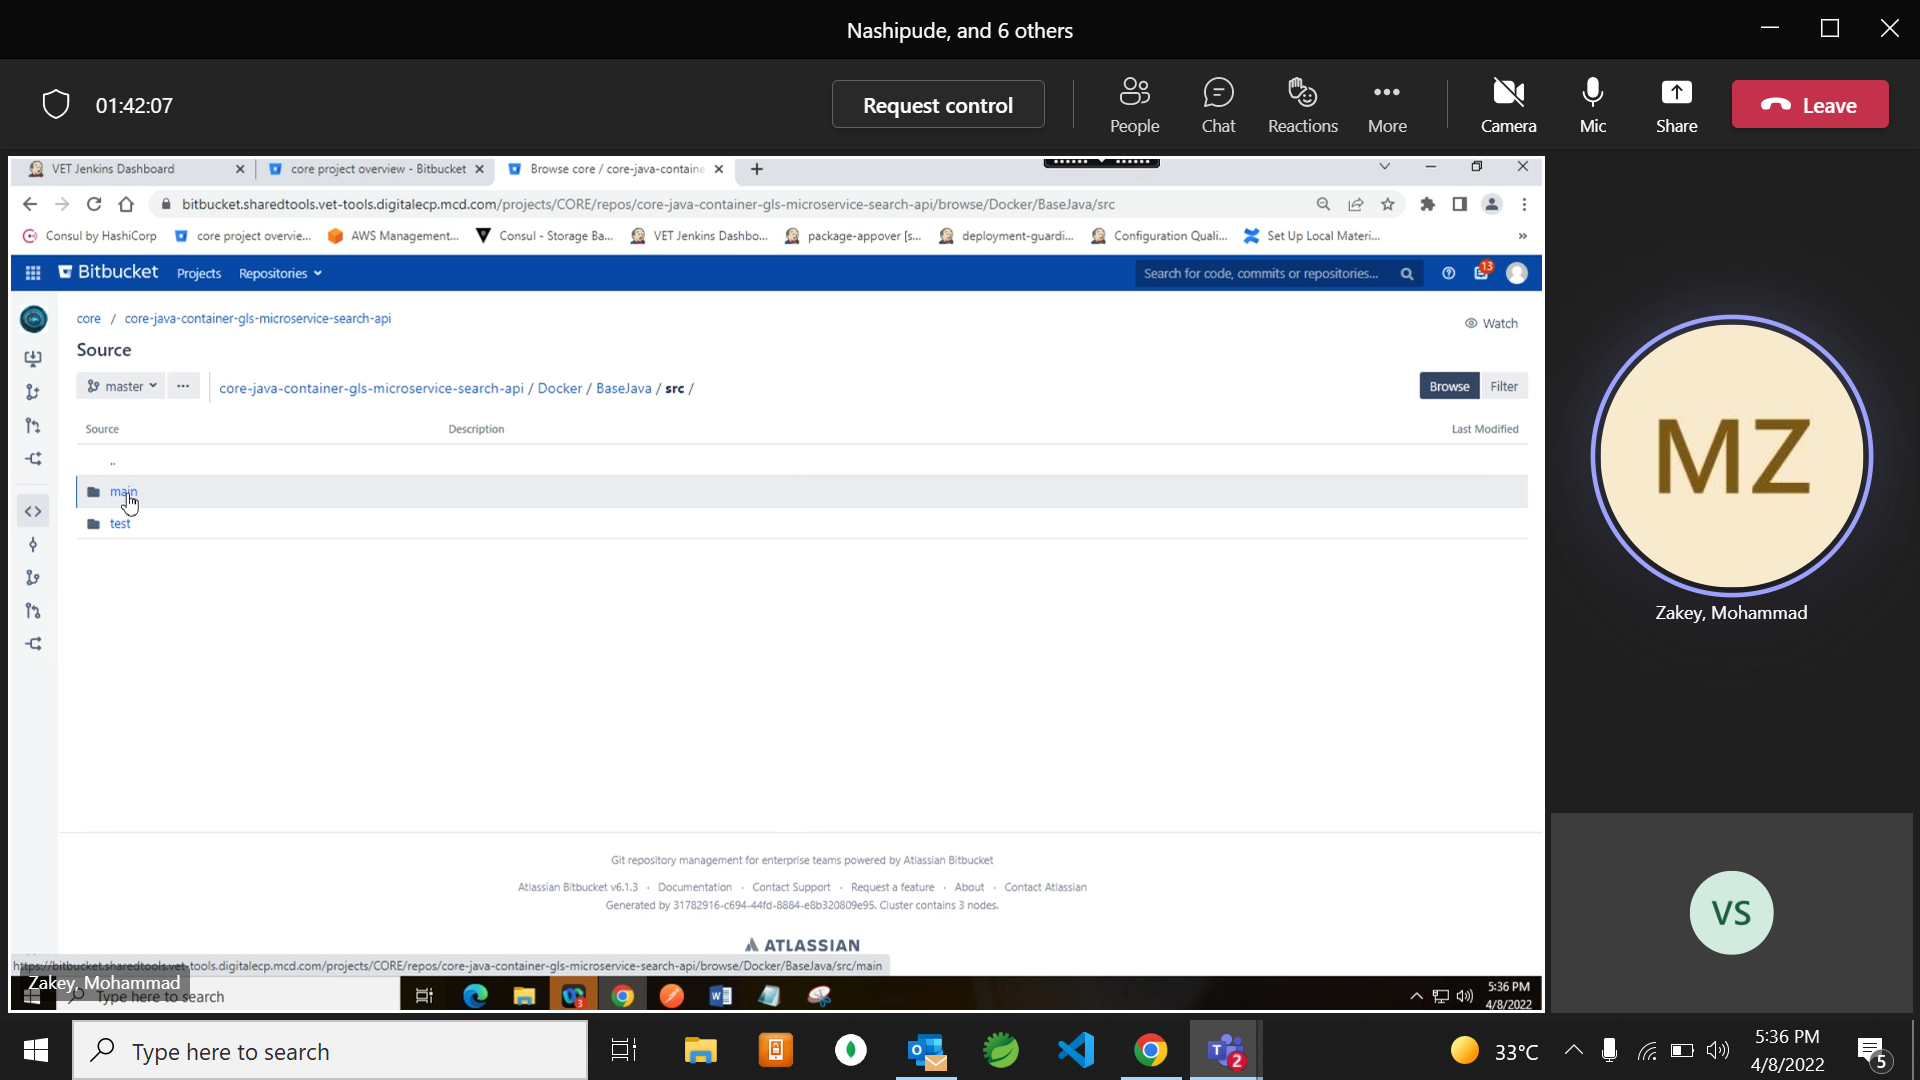 Nashipude, and 6 others
01:42:07
Request control
People
Chat
Reactions
More
Camera
Mic
Share
Leave
VET Jenkins Dashboard
core project overview - Bitbucket
Browse core / core-java-containe
bitbucket.sharedtools.vet-tools.digitalecp.mcd.com/projects/CORE/repos/core-java-container-gls-microservice-search-api/browse/Docker/BaseJava/src
Consul by HashiCorp
core project overvie...
AWS Management...
Consul - Storage Ba...
VET Jenkins Dashbo...
package-appover [s...
deployment-guardi...
Configuration Quali...
Set Up Local Materi...
»
Bitbucket
Projects
Repositories
Search for code, commits or repositories...
13
core / core-java-container-gls-microservice-search-api
Watch
Source
master
...
core-java-container-gls-microservice-search-api / Docker / BaseJava / src /
Browse
Filter
Source
Description
Last Modified
..
main
test
Git repository management for enterprise teams powered by Atlassian Bitbucket
Atlassian Bitbucket v6.1.3 · Documentation · Contact Support · Request a feature · About · Contact Atlassian
Generated by 31782916-c694-44fd-8884-e8b320809e95. Cluster contains 3 nodes.
ATLASSIAN
https://bitbucket.sharedtools.vet-tools.digitalecp.mcd.com/projects/CORE/repos/core-java-container-gls-microservice-search-api/browse/Docker/BaseJava/src/main
Zakey, Mohammad
Type here to search
3
5:36 PM
4/8/2022
MZ
Zakey, Mohammad
VS
Type here to search
2
33°C
5:36 PM
4/8/2022
5